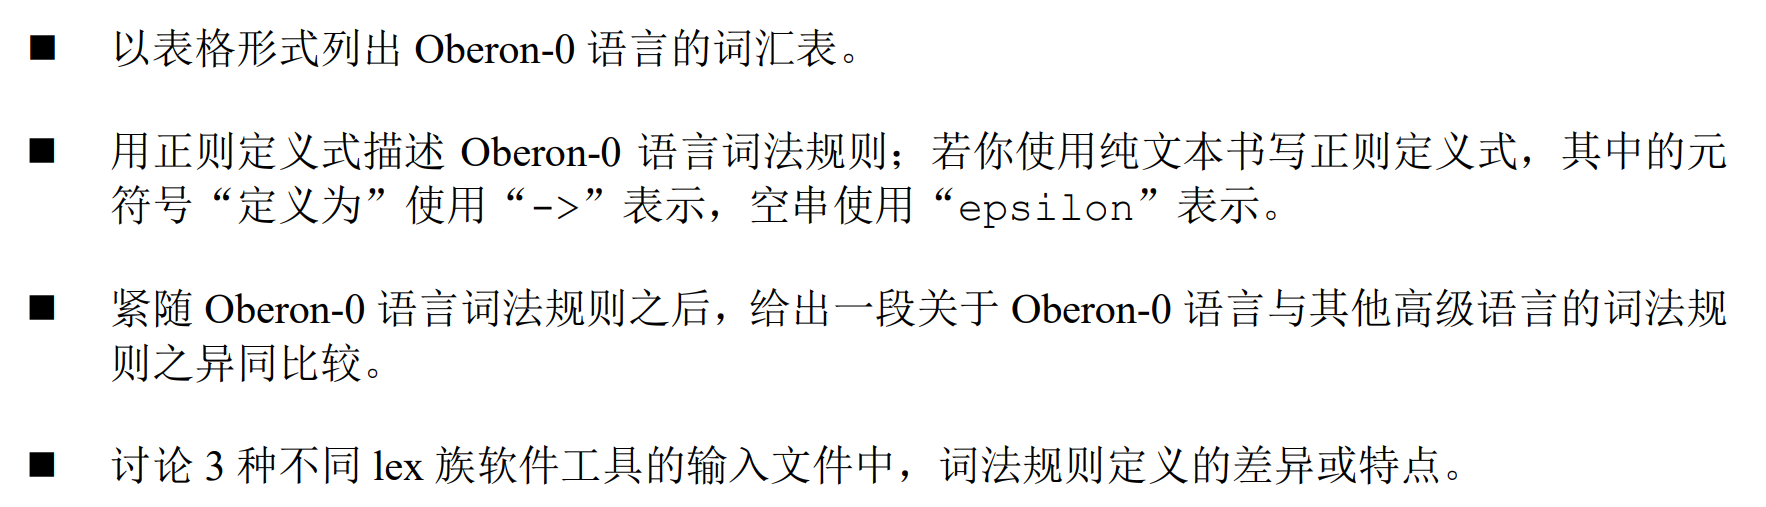 ■ 以表格形式列出 Oberon-0 语言的词汇表。
■ 用正则定义式描述 Oberon-0 语言词法规则；若你使用纯文本书写正则定义式，其中的元
符号“定义为”使用“->”表示，空串使用“epsilon”表示。
■ 紧随 Oberon-0 语言词法规则之后，给出一段关于 Oberon-0 语言与其他高级语言的词法规
则之异同比较。
■ 讨论 3 种不同 lex 族软件工具的输入文件中，词法规则定义的差异或特点。